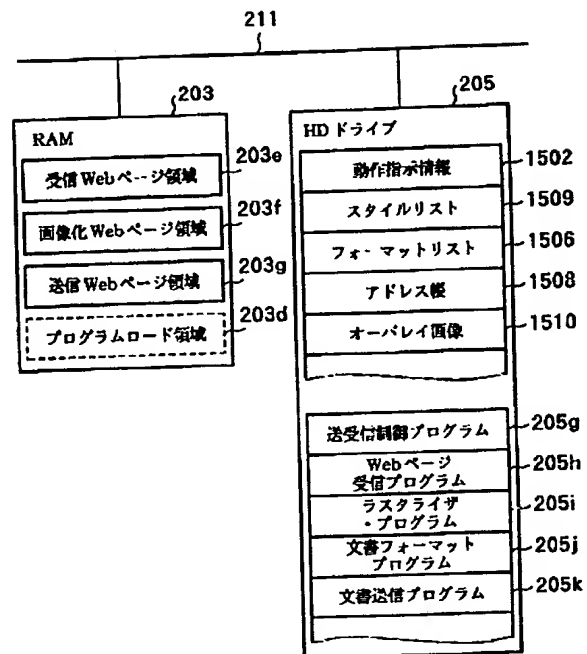 211
203
RAM
203e
受信Webページ領域
203f
画像化Webページ領域
203g
送信Webページ領域
203d
プログラムロード領域
205
HDドライブ
動作指示情報
1502
スタイルリスト
1509
フォーマットリスト
1506
アドレス帳
1508
オーバレイ画像
1510
送受信制御プログラム
205g
Webページ
受信プログラム
205h
ラスタライザ
・プログラム
205i
文書フォーマット
プログラム
205j
文書送信プログラム
205k